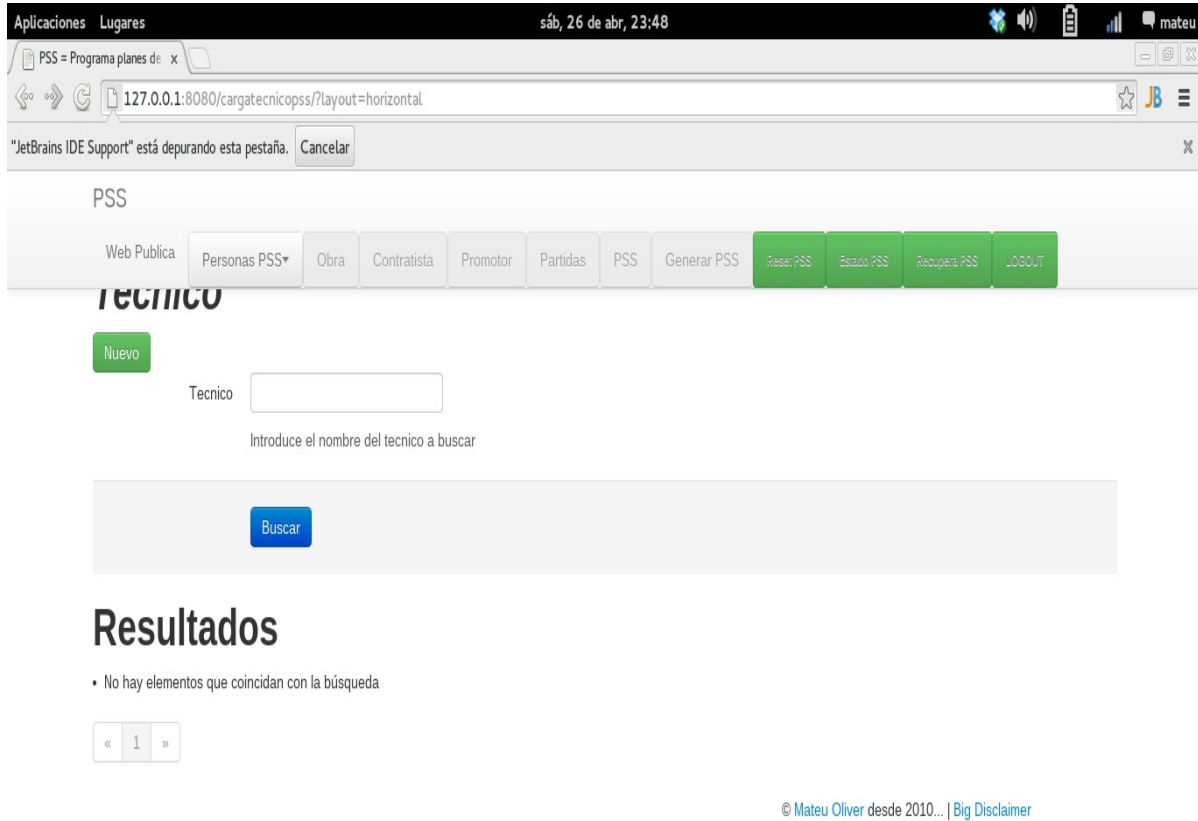 Aplicaciones Lugares sáb, 26 de abr, 23:48 mateu
PSS = Programa planes de x
127.0.0.1:8080/cargatecnicopss/?layout=horizontal JB
"JetBrains IDE Support" está depurando esta pestaña. Cancelar x
PSS
Web Publica Personas PSS Obra Contratista Promotor Partidas PSS Generar PSS Reset PSS Estado PSS Recupera PSS LOGOUT
Tecnico
Nuevo
Tecnico
Introduce el nombre del tecnico a buscar
Buscar
Resultados
• No hay elementos que coincidan con la búsqueda
« 1 »
© Mateu Oliver desde 2010... | Big Disclaimer